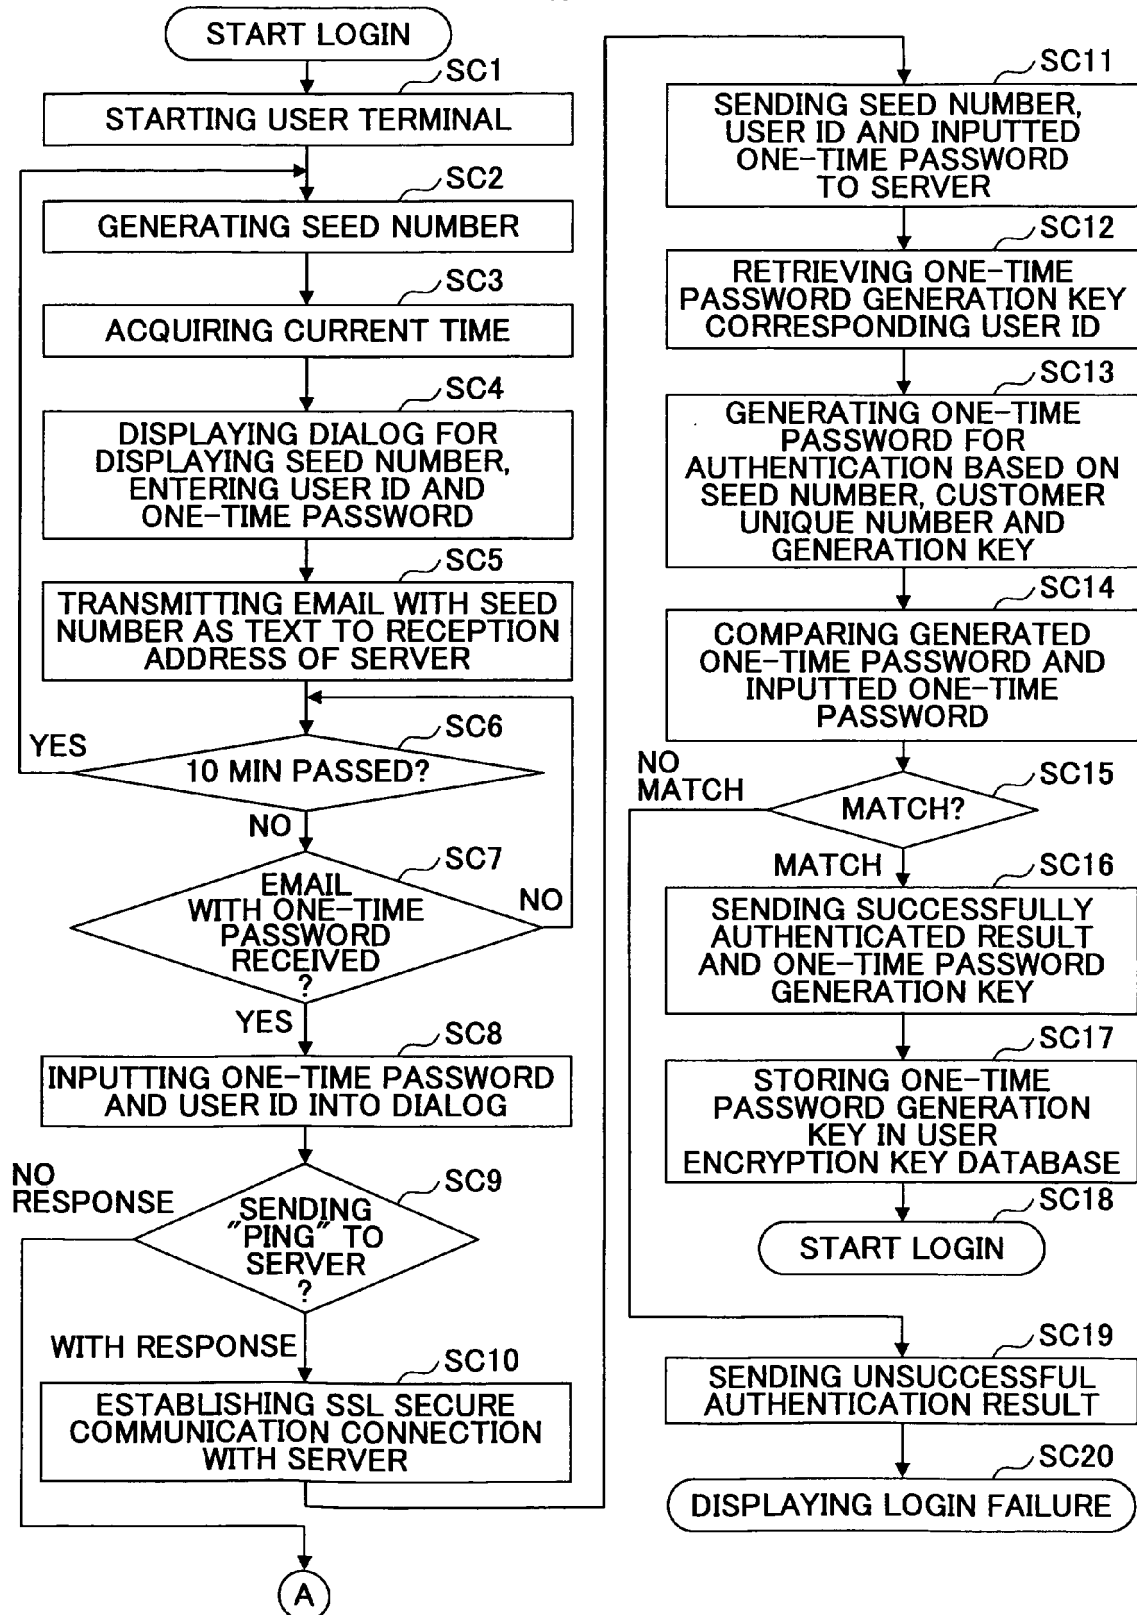 START LOGIN
SC1
STARTING USER TERMINAL
SC2
GENERATING SEED NUMBER
SC3
ACQUIRING CURRENT TIME
SC4
DISPLAYING DIALOG FOR
DISPLAYING SEED NUMBER,
ENTERING USER ID AND
ONE-TIME PASSWORD
SC5
TRANSMITTING EMAIL WITH SEED
NUMBER AS TEXT TO RECEPTION
ADDRESS OF SERVER
SC6
YES
10 MIN PASSED?
NO
SC7
EMAIL
WITH ONE-TIME
PASSWORD
RECEIVED
?
NO
YES
SC8
INPUTTING ONE-TIME PASSWORD
AND USER ID INTO DIALOG
SC9
NO
RESPONSE
SENDING
"PING" TO
SERVER
?
WITH RESPONSE
SC10
ESTABLISHING SSL SECURE
COMMUNICATION CONNECTION
WITH SERVER
A
SC11
SENDING SEED NUMBER,
USER ID AND INPUTTED
ONE-TIME PASSWORD
TO SERVER
SC12
RETRIEVING ONE-TIME
PASSWORD GENERATION KEY
CORRESPONDING USER ID
SC13
GENERATING ONE-TIME
PASSWORD FOR
AUTHENTICATION BASED ON
SEED NUMBER, CUSTOMER
UNIQUE NUMBER AND
GENERATION KEY
SC14
COMPARING GENERATED
ONE-TIME PASSWORD AND
INPUTTED ONE-TIME
PASSWORD
SC15
NO
MATCH
MATCH?
MATCH
SC16
SENDING SUCCESSFULLY
AUTHENTICATED RESULT
AND ONE-TIME PASSWORD
GENERATION KEY
SC17
STORING ONE-TIME
PASSWORD GENERATION
KEY IN USER
ENCRYPTION KEY DATABASE
SC18
START LOGIN
SC19
SENDING UNSUCCESSFUL
AUTHENTICATION RESULT
SC20
DISPLAYING LOGIN FAILURE